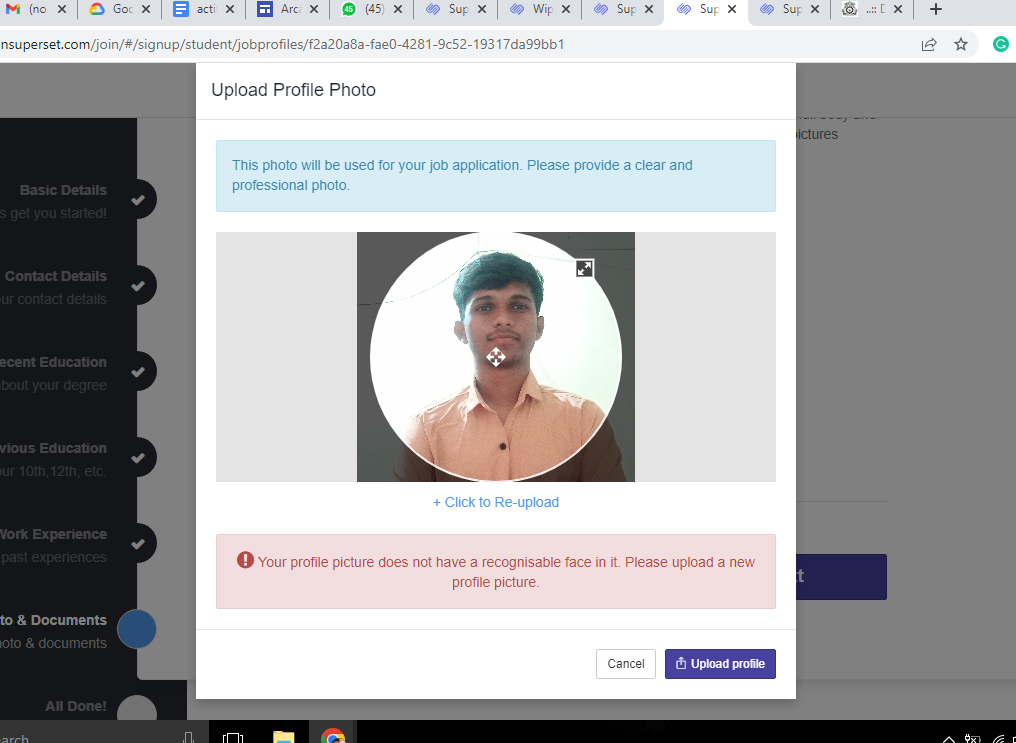 (no
Goc
acti
Arca
(45)
Sup
Wip
Sup
Sup
Sup
nsuperset.com/join/#/signup/student/jobprofiles/f2a20a8a-fae0-4281-9c52-19317da99bb1
Upload Profile Photo
This photo will be used for your job application. Please provide a clear and
professional photo.
ictures
Basic Details
s get you started!
Contact Details
ur contact details
ecent Education
about your degree
vious Education
ur 10th,12th, etc.
Work Experience
past experiences
to & Documents
oto & documents
All Done!
+ Click to Re-upload
Your profile picture does not have a recognisable face in it. Please upload a new
profile picture.
Cancel
Upload profile
earch